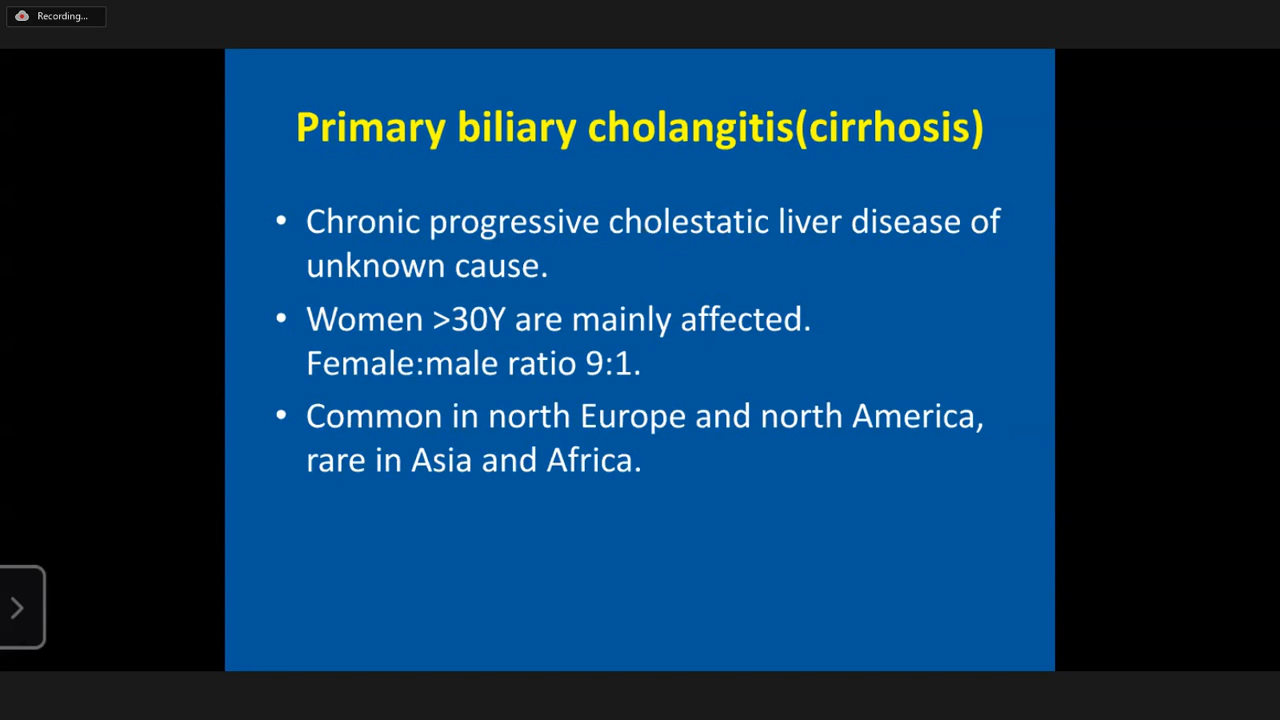 Recording...
Primary biliary cholangitis(cirrhosis)
• Chronic progressive cholestatic liver disease of
unknown cause.
• Women >30Y are mainly affected.
Female:male ratio 9:1.
• Common in north Europe and north America,
rare in Asia and Africa.